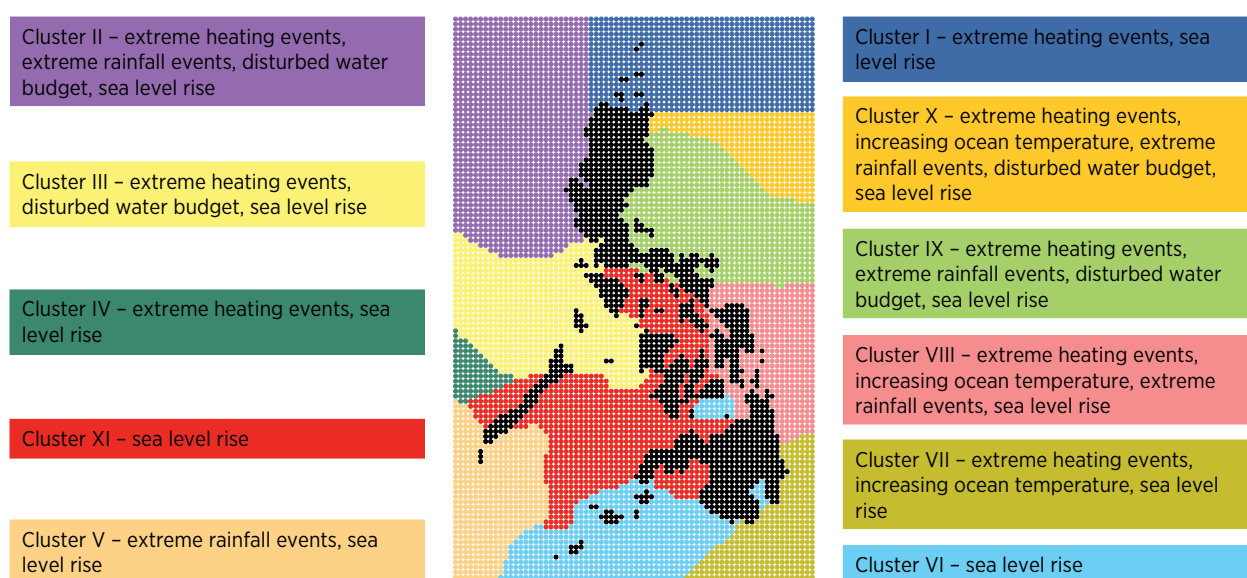 Cluster II – extreme heating events,
extreme rainfall events, disturbed water
budget, sea level rise
Cluster III – extreme heating events,
disturbed water budget, sea level rise
Cluster IV – extreme heating events, sea
level rise
Cluster XI – sea level rise
Cluster V – extreme rainfall events, sea
level rise
Cluster I – extreme heating events, sea
level rise
Cluster X – extreme heating events,
increasing ocean temperature, extreme
rainfall events, disturbed water budget,
sea level rise
Cluster IX – extreme heating events,
extreme rainfall events, disturbed water
budget, sea level rise
Cluster VIII – extreme heating events,
increasing ocean temperature, extreme
rainfall events, sea level rise
Cluster VII – extreme heating events,
increasing ocean temperature, sea level
rise
Cluster VI – sea level rise